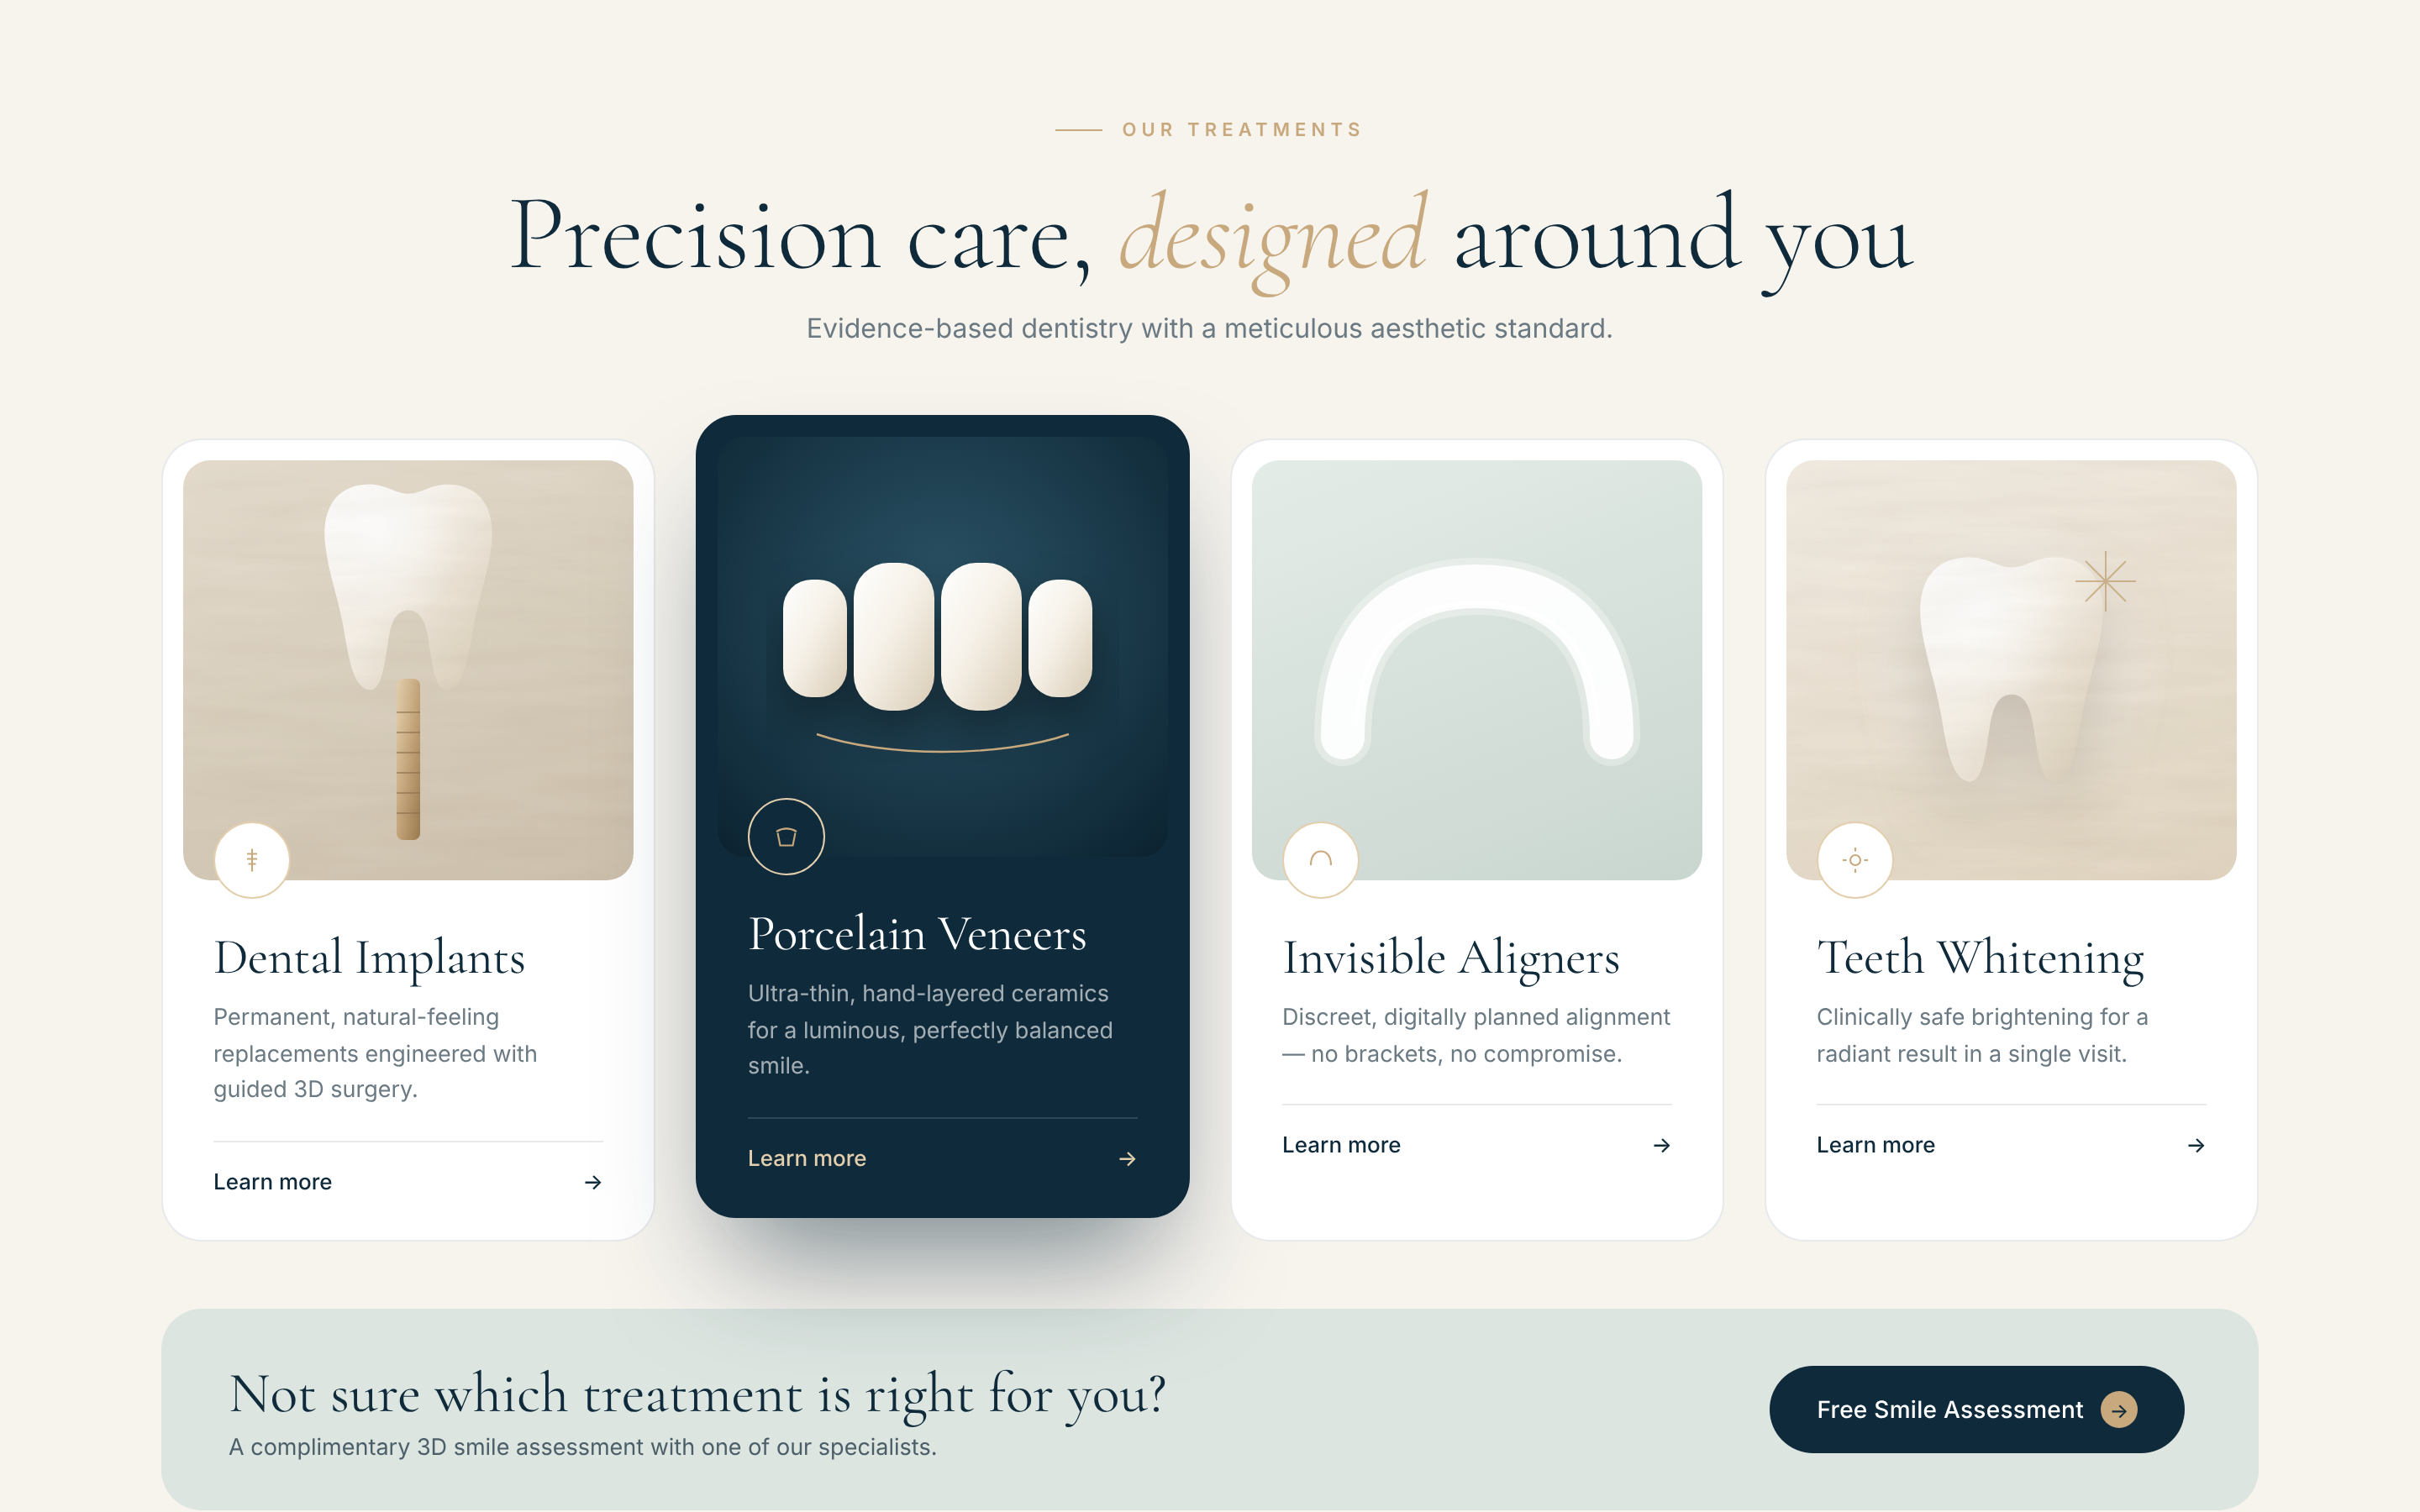 OUR TREATMENTS
Precision care, designed around you
Evidence-based dentistry with a meticulous aesthetic standard.
Dental Implants
Permanent, natural-feeling
replacements engineered with
guided 3D surgery.
Learn more →
Porcelain Veneers
Ultra-thin, hand-layered ceramics
for a luminous, perfectly balanced
smile.
Learn more →
Invisible Aligners
Discreet, digitally planned alignment
— no brackets, no compromise.
Learn more →
Teeth Whitening
Clinically safe brightening for a
radiant result in a single visit.
Learn more →
Not sure which treatment is right for you?
A complimentary 3D smile assessment with one of our specialists.
Free Smile Assessment →